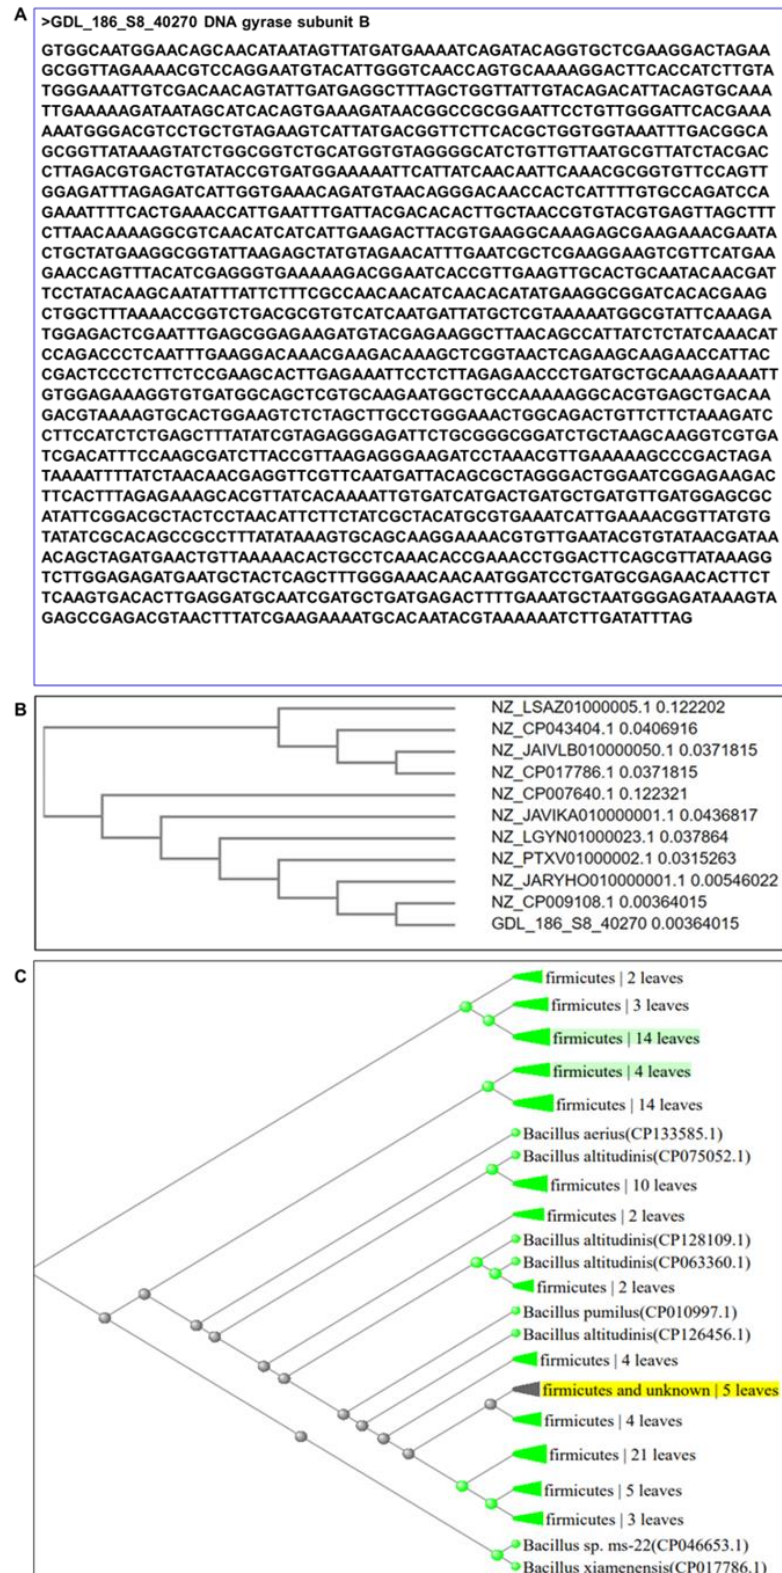 A
>GDL_186_S8_40270 DNA gyrase subunit B
GTGGCAATGGAACAGCAACATAATAGTTATGATGAAAATCAGATACAGGTGCTCGAAGGACTAGAA
GCGGTTAGAAAACGTCCAGGAATGTACATTGGGTCAACCAGTGCAAAAGGACTTCACCATCTTGTA
TGGGAAATTGTCGACAACAGTATTGATGAGGCTTTAGCTGGTTATTGTACAGACATTACAGTGCAAA
TTGAAAAAGATAATAGCATCACAGTGAAAGATAACGGCCGCGGAATTCCTGTTGGGATTCACGAAA
AAATGGGACGTCCTGCTGTAGAAGTCATTATGACGGTTCTTCACGCTGGTGGTAAATTTGACGGCA
GCGGTTATAAAGTATCTGGCGGTCTGCATGGTGTAGGGGCATCTGTTGTTAATGCGTTATCTACGAC
CTTAGACGTGACTGTATACCGTGATGGAAAAATTCATTATCAACAATTCAAACGCGGTGTTCCAGTT
GGAGATTTAGAGATCATTGGTGAAACAGATGTAACAGGGACAACCACTCATTTTGTGCCAGATCCA
GAAATTTTCACTGAAACCATTGAATTTGATTACGACACACTTGCTAACCGTGTACGTGAGTTAGCTTT
CTTAACAAAAGGCGTCAACATCATCATTGAAGACTTACGTGAAGGCAAAGAGCGAAGAAACGAATA
CTGCTATGAAGGCGGTATTAAGAGCTATGTAGAACATTTGAATCGCTCGAAGGAAGTCGTTCATGAA
GAACCAGTTTACATCGAGGGTGAAAAAGACGGAATCACCGTTGAAGTTGCACTGCAATACAACGAT
TCCTATACAAGCAATATTTATTCTTTCGCCAACAACATCAACACATATGAAGGCGGATCACACGAAG
CTGGCTTTAAAACCGGTCTGACGCGTGTCATCAATGATTATGCTCGTAAAAATGGCGTATTCAAAGA
TGGAGACTCGAATTTGAGCGGAGAAGATGTACGAGAAGGCTTAACAGCCATTATCTCTATCAAACAT
CCAGACCCTCAATTTGAAGGACAAACGAAGACAAAGCTCGGTAACTCAGAAGCAAGAACCATTAC
CGACTCCCTCTTCTCCGAAGCACTTGAGAAATTCCTCTTAGAGAACCCTGATGCTGCAAAGAAAATT
GTGGAGAAAGGTGTGATGGCAGCTCGTGCAAGAATGGCTGCCAAAAAGGCACGTGAGCTGACAA
GACGTAAAAGTGCACTGGAAGTCTCTAGCTTGCCTGGGAAACTGGCAGACTGTTCTTCTAAAGATC
CTTCCATCTCTGAGCTTTATATCGTAGAGGGAGATTCTGCGGGCGGATCTGCTAAGCAAGGTCGTGA
TCGACATTTCCAAGCGATCTTACCGTTAAGAGGGAAGATCCTAAACGTTGAAAAAGCCCGACTAGA
TAAAATTTTATCTAACAACGAGGTTCGTTCAATGATTACAGCGCTAGGGACTGGAATCGGAGAAGAC
TTCACTTTAGAGAAAGCACGTTATCACAAAATTGTGATCATGACTGATGCTGATGTTGATGGAGCGC
ATATTCGGACGCTACTCCTAACATTCTTCTATCGCTACATGCGTGAAATCATTGAAAACGGTTATGTG
TATATCGCACAGCCGCCTTTATATAAAGTGCAGCAAGGAAAACGTGTTGAATACGTGTATAACGATAA
ACAGCTAGATGAACTGTTAAAAACACTGCCTCAAACACCGAAACCTGGACTTCAGCGTTATAAAGG
TCTTGGAGAGATGAATGCTACTCAGCTTTGGGAAACAACAATGGATCCTGATGCGAGAACACTTCT
TCAAGTGACACTTGAGGATGCAATCGATGCTGATGAGACTTTTGAAATGCTAATGGGAGATAAAGTA
GAGCCGAGACGTAACTTTATCGAAGAAAATGCACAATACGTAAAAAATCTTGATATTTAG
B
NZ_LSAZ01000005.1 0.122202
NZ_CP043404.1 0.0406916
NZ_JAIVLB010000050.1 0.0371815
NZ_CP017786.1 0.0371815
NZ_CP007640.1 0.122321
NZ_JAVIKA010000001.1 0.0436817
NZ_LGYN01000023.1 0.037864
NZ_PTXV01000002.1 0.0315263
NZ_JARYHO010000001.1 0.00546022
NZ_CP009108.1 0.00364015
GDL_186_S8_40270 0.00364015
C
firmicutes | 2 leaves
firmicutes | 3 leaves
firmicutes | 14 leaves
firmicutes | 4 leaves
firmicutes | 14 leaves
Bacillus aerius(CP133585.1)
Bacillus altitudinis(CP075052.1)
firmicutes | 10 leaves
firmicutes | 2 leaves
Bacillus altitudinis(CP128109.1)
Bacillus altitudinis(CP063360.1)
firmicutes | 2 leaves
Bacillus pumilus(CP010997.1)
Bacillus altitudinis(CP126456.1)
firmicutes | 4 leaves
firmicutes and unknown | 5 leaves
firmicutes | 4 leaves
firmicutes | 21 leaves
firmicutes | 5 leaves
firmicutes | 3 leaves
Bacillus sp. ms-22(CP046653.1)
Bacillus xiamenensis(CP017786.1)